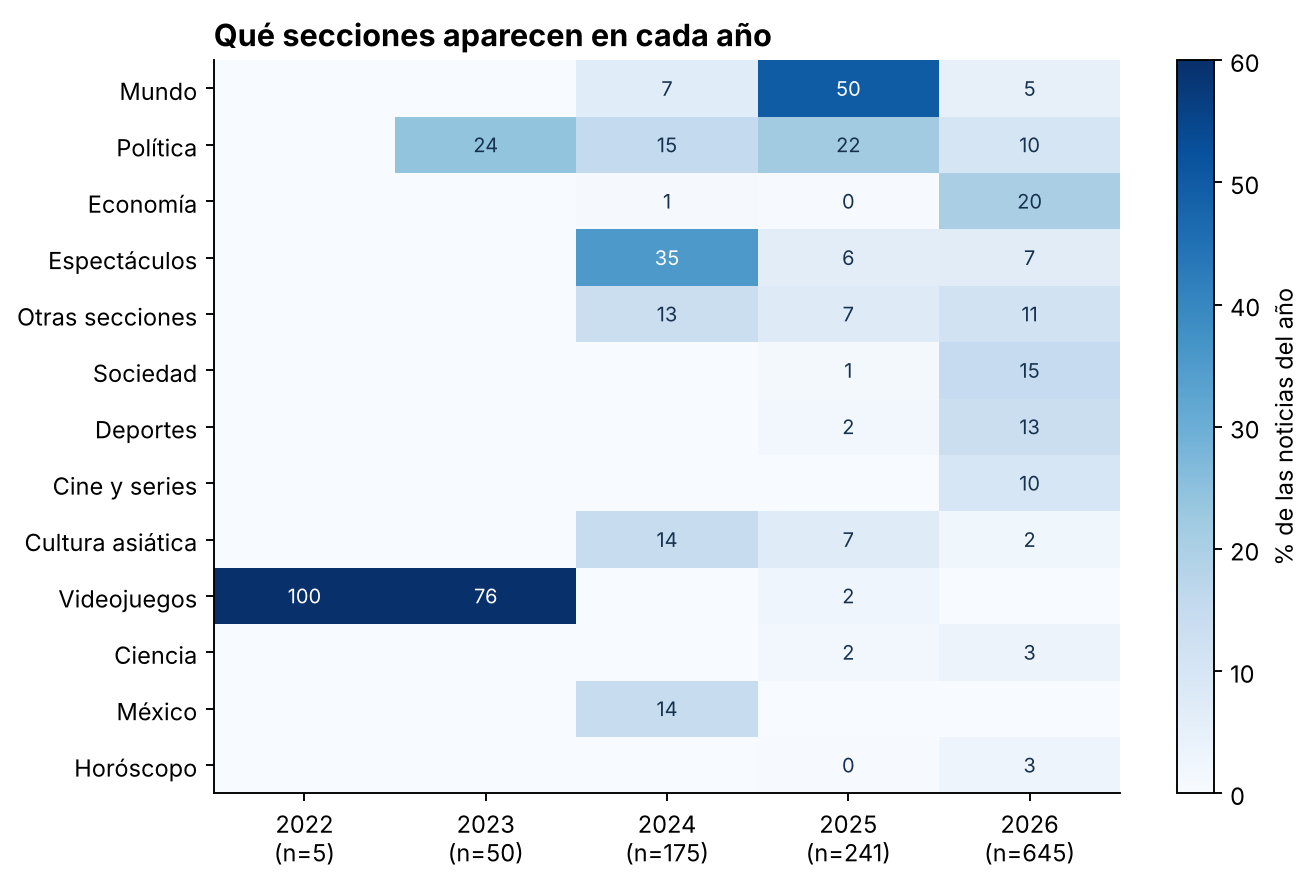 Qué secciones aparecen en cada año
Mundo 7 50 5
Política 24 15 22 10
Economía 1 0 20
Espectáculos 35 6 7
Otras secciones 13 7 11
Sociedad 1 15
Deportes 2 13
Cine y series 10
Cultura asiática 14 7 2
Videojuegos 100 76 2
Ciencia 2 3
México 14
Horóscopo 0 3
2022 2023 2024 2025 2026
(n=5) (n=50) (n=175) (n=241) (n=645)
60
50
40
30
20
10
0
% de las noticias del año